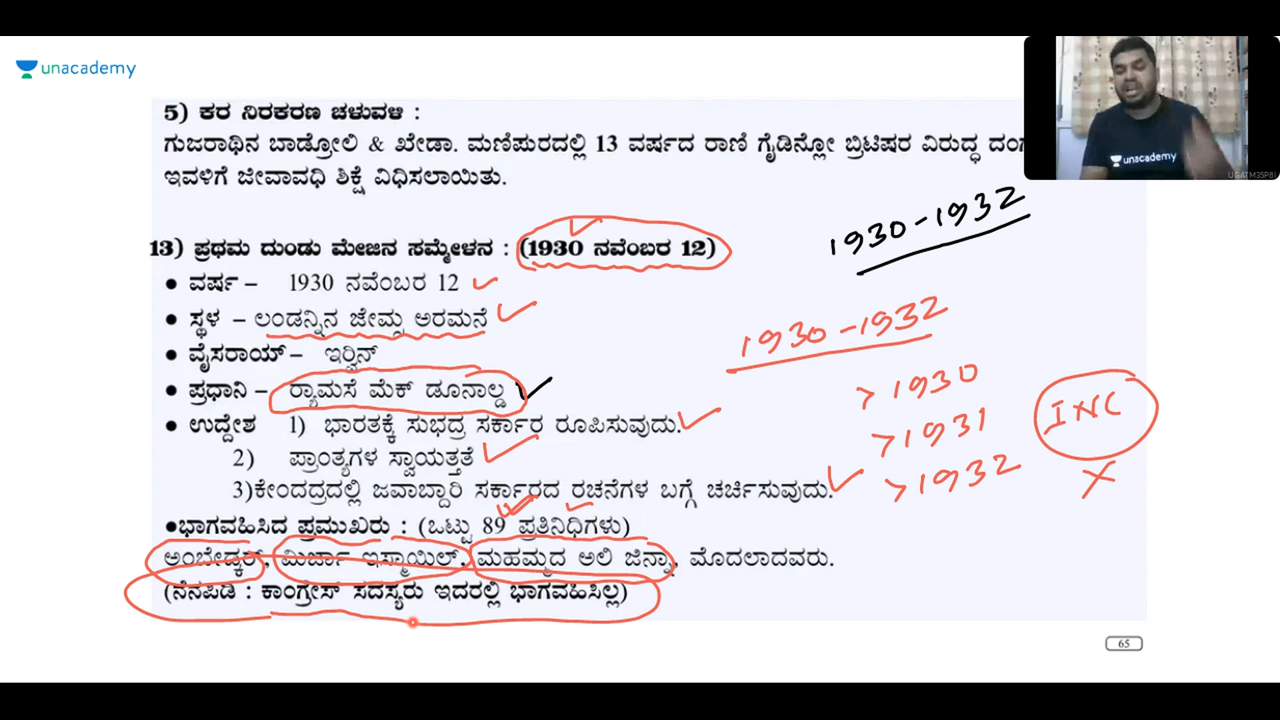 unacademy
5) ಕರ ನಿರಕರಣ ಚಳುವಳಿ :
ಗುಜರಾಥಿನ ಬಾರ್ಡ್ರೋಲಿ & ಖೇಡಾ. ಮಣಿಪುರದಲ್ಲಿ 13 ವರ್ಷದ ರಾಣಿ ಗೈಡಿನ್ಲೋ ಬ್ರಿಟಿಷರ ವಿರುದ್ಧ
ಇವಳಿಗೆ ಜೀವಾವಧಿ ಶಿಕ್ಷೆ ವಿಧಿಸಲಾಯಿತು.
unacademy
UGATM35P8I
1930-1932
13) ಪ್ರಥಮ ದುಂಡು ಮೇಜಿನ ಸಮ್ಮೇಳನ : (1930 ನವೆಂಬರ 12)
• ವರ್ಷ – 1930 ನವೆಂಬರ 12
• ಸ್ಥಳ – ಲಂಡನ್ನಿನ ಜೇಮ್ಸ ಅರಮನೆ
• ವೈಸರಾಯ್ – ಇರ್‍ವಿನ್
• ಪ್ರಧಾನಿ – ರ್‍ಯಾಮಸೆ ಮೆಕ್ ಡೂನಾಲ್ಡ
• ಉದ್ದೇಶ 1) ಭಾರತಕ್ಕೆ ಸುಭದ್ರ ಸರ್ಕಾರ ರೂಪಿಸುವುದು.
2) ಪ್ರಾಂತ್ಯಗಳ ಸ್ವಾಯತ್ತತೆ
3)ಕೇಂದದ್ರದಲ್ಲಿ ಜವಾಬ್ದಾರಿ ಸರ್ಕಾರದ ರಚನೆಗಳ ಬಗ್ಗೆ ಚರ್ಚಿಸುವುದು.
•ಭಾಗವಹಿಸಿದ ಪ್ರಮುಖರು : (ಒಟ್ಟು 89 ಪ್ರತಿನಿಧಿಗಳು)
ಅಂಬೇಡ್ಕರ್, ಮಿರ್ಜಾ ಇಸ್ಮಾಯಿಲ್, ಮಹಮ್ಮದ ಅಲಿ ಜಿನ್ನಾ, ಮೊದಲಾದವರು.
(ನೆನಪಿಡಿ : ಕಾಂಗ್ರೇಸ್ ಸದಸ್ಯರು ಇದರಲ್ಲಿ ಭಾಗವಹಿಸಿಲ್ಲ)
1930-1932
> 1930
> 1931
> 1932
INC
X
65